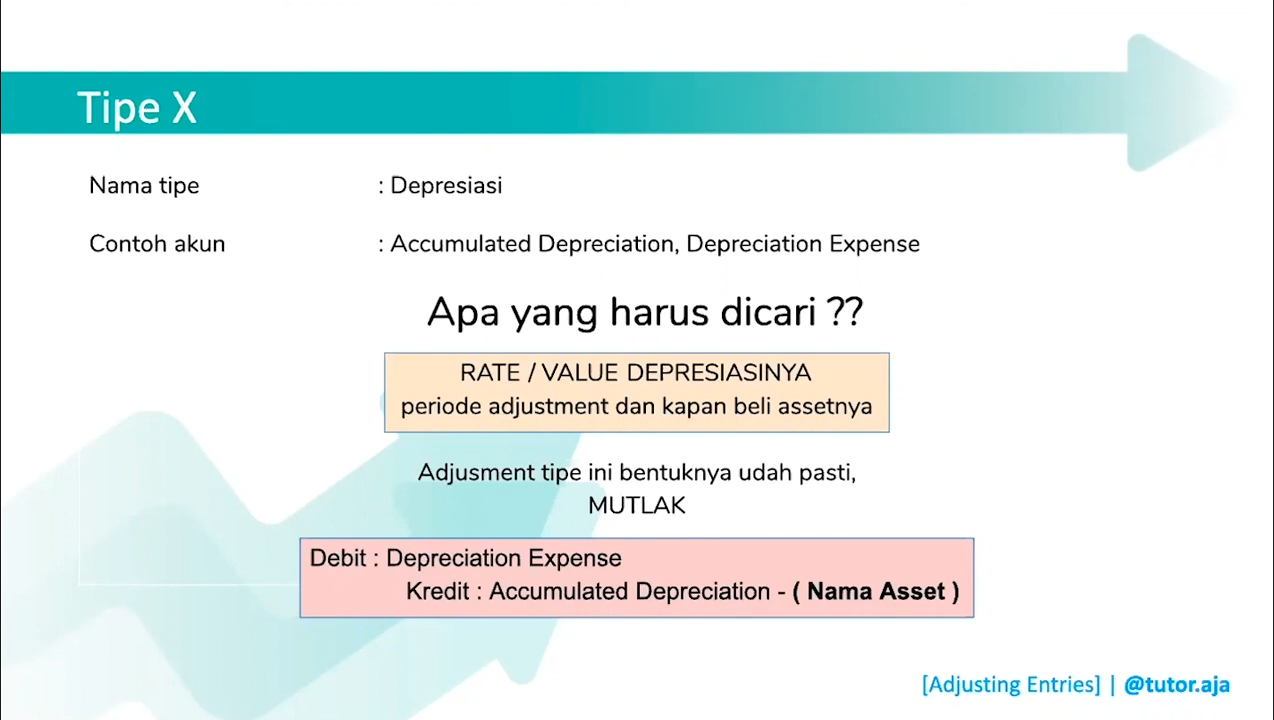 Tipe X
Nama tipe : Depresiasi
Contoh akun : Accumulated Depreciation, Depreciation Expense
Apa yang harus dicari ??
RATE / VALUE DEPRESIASINYA
periode adjustment dan kapan beli assetnya
Adjusment tipe ini bentuknya udah pasti,
MUTLAK
Debit : Depreciation Expense
Kredit : Accumulated Depreciation - ( Nama Asset )
[Adjusting Entries] | @tutor.aja